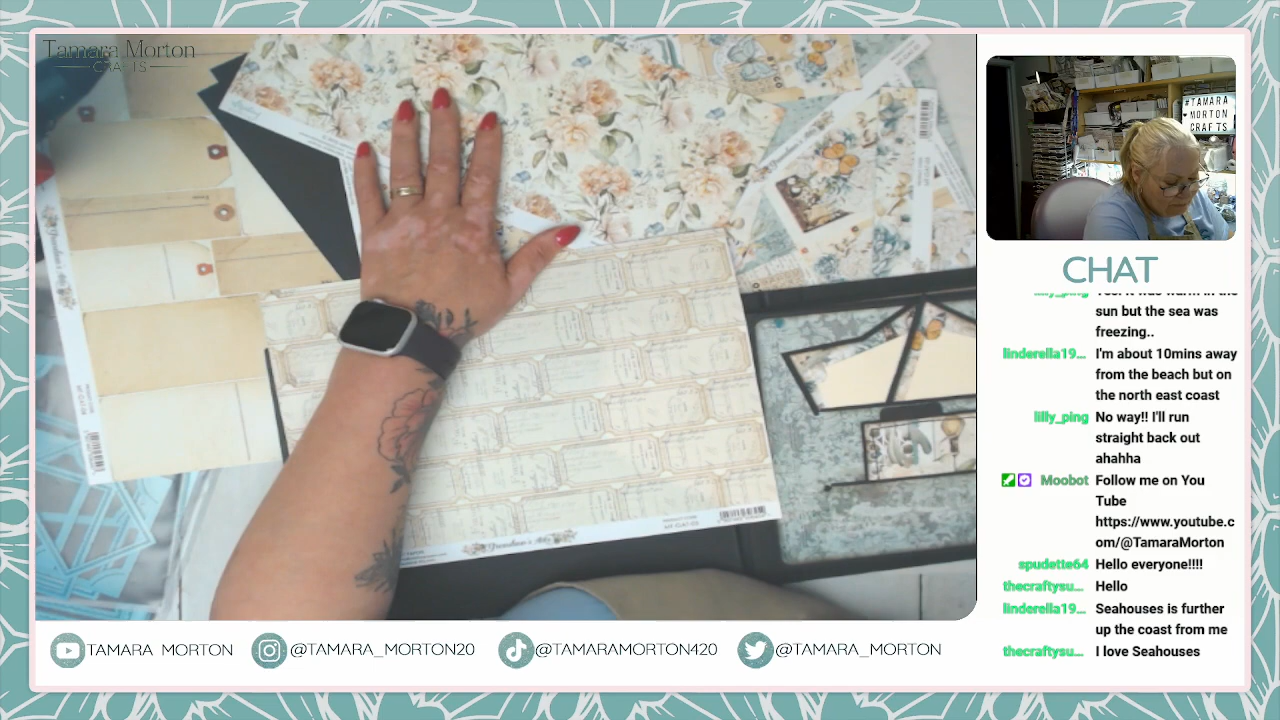 Tamara Morton
CRAFTS
#TAMARA
MORTON
CRAFTS
CHAT
sun but the sea was
freezing..
linderella19... I'm about 10mins away
from the beach but on
the north east coast
lilly_ping No way!! I'll run
straight back out
ahahha
Moobot Follow me on You
Tube
https://www.youtube.c
om/@TamaraMorton
spudette64 Hello everyone!!!!
thecraftysu... Hello
linderella19... Seahouses is further
up the coast from me
thecraftysu... I love Seahouses
TAMARA MORTON
@TAMARA_MORTON20
@TAMARAMORTON420
@TAMARA_MORTON